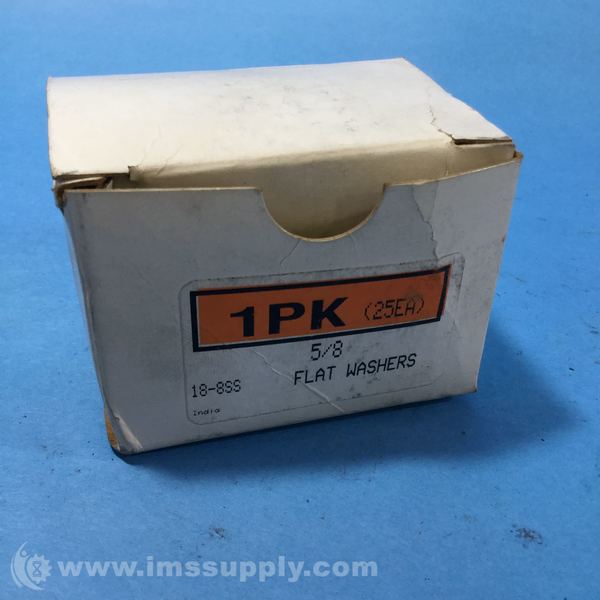 1PK (25EA)
5/8
FLAT WASHERS
18-8SS
India
www.imssupply.com